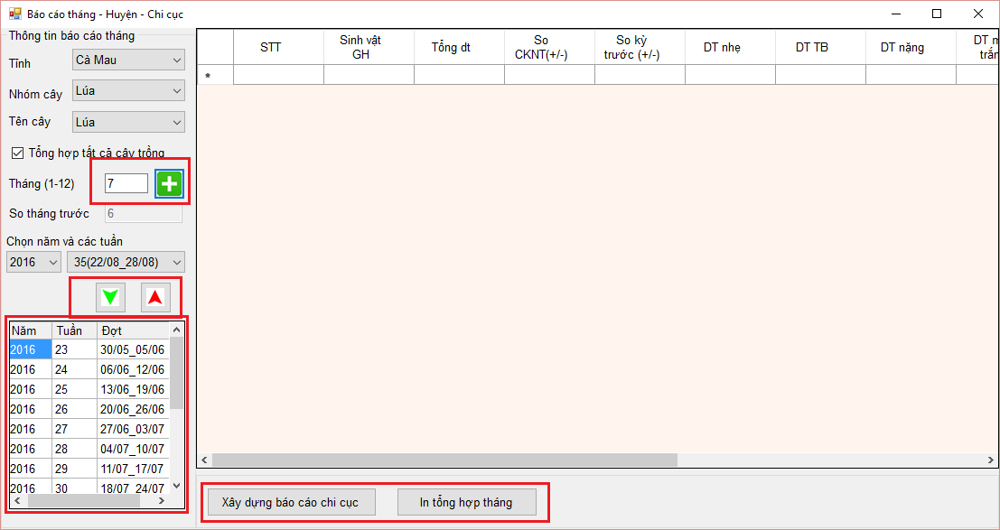 Báo cáo tháng - Huyện - Chi cục
Thông tin báo cáo tháng
Tỉnh
Cà Mau
Nhóm cây
Lúa
Tên cây
Lúa
Tổng hợp tất cả cây trồng
Tháng (1-12)
7
So tháng trước
6
Chọn năm và các tuần
2016
35(22/08_28/08)
Năm Tuần Đợt
2016 23 30/05_05/06
2016 24 06/06_12/06
2016 25 13/06_19/06
2016 26 20/06_26/06
2016 27 27/06_03/07
2016 28 04/07_10/07
2016 29 11/07_17/07
2016 30 18/07_24/07
STT
Sinh vật
GH
Tổng dt
So
CKNT(+/-)
So kỳ
trước (+/-)
DT nhẹ
DT TB
DT nặng
DT
Xây dựng báo cáo chi cục
In tổng hợp tháng